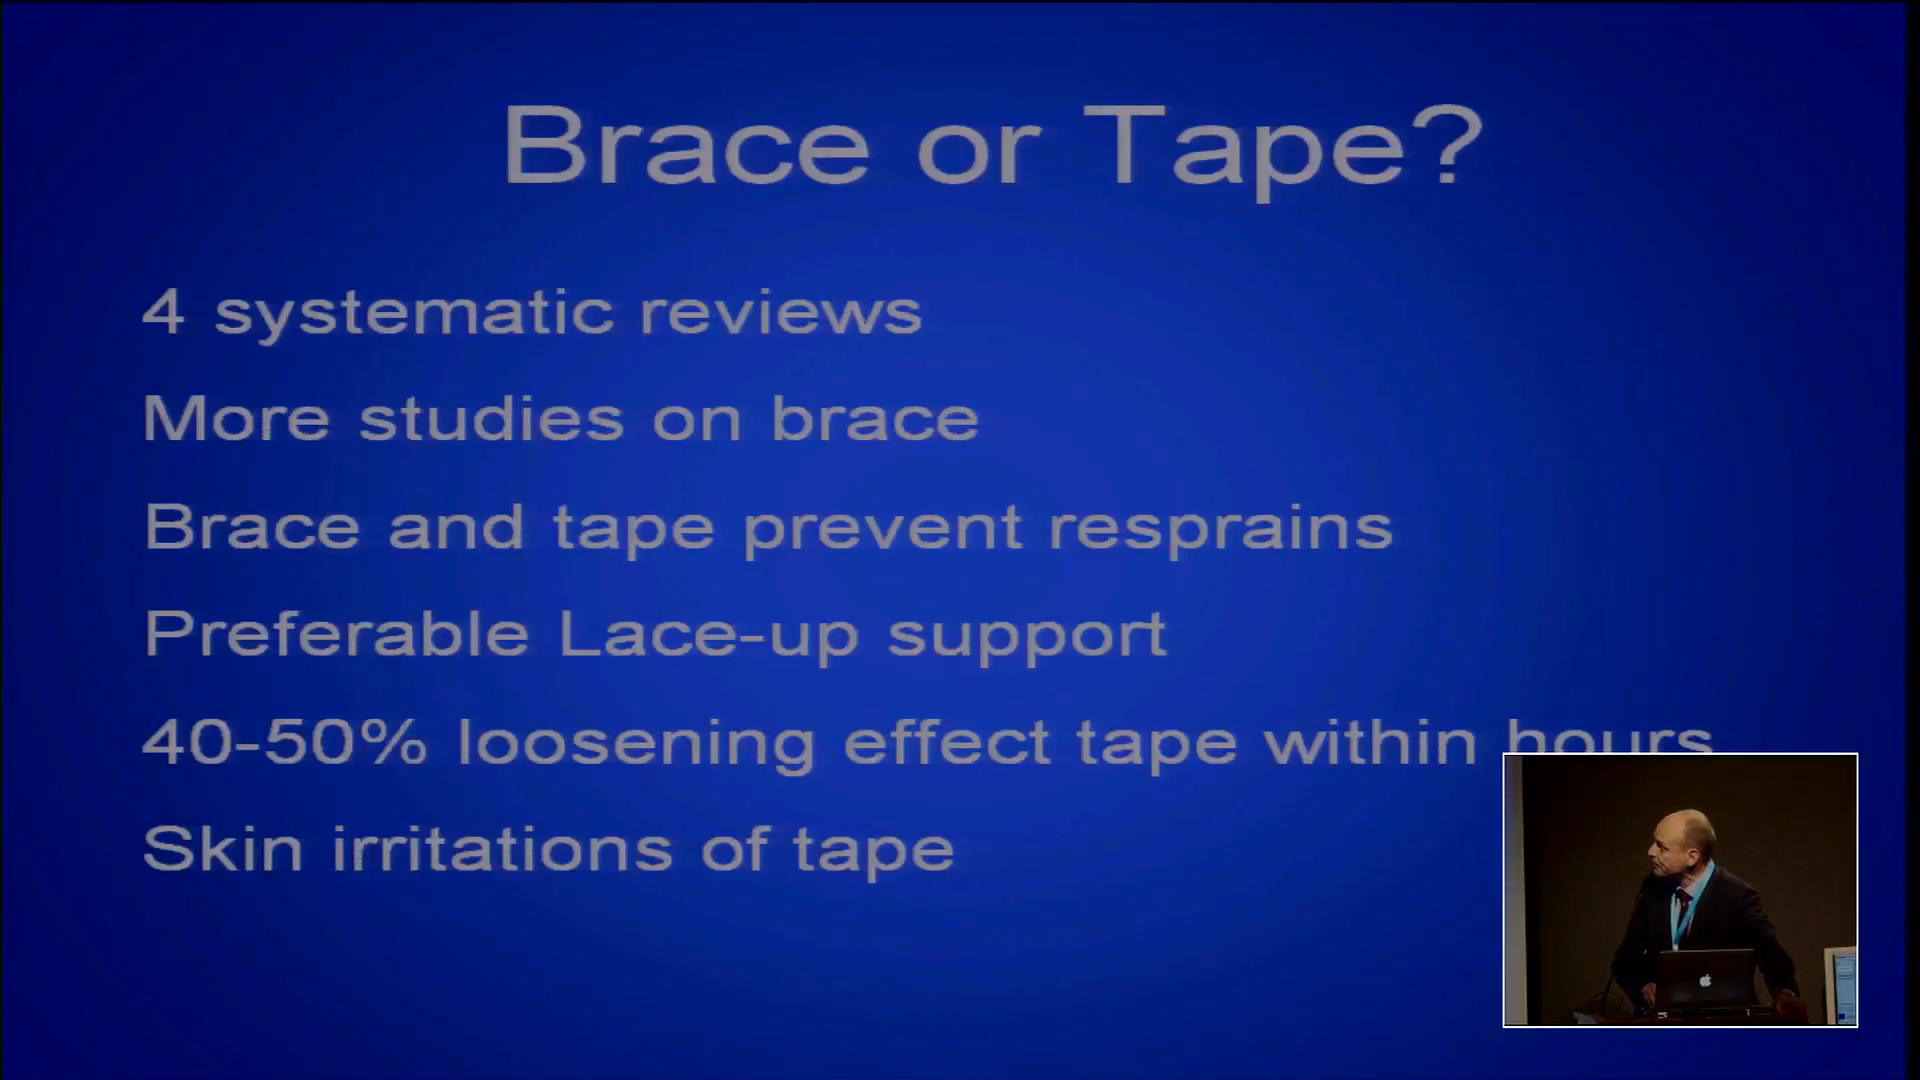 Brace or Tape?
4 systematic reviews
More studies on brace
Brace and tape prevent resprains
Preferable Lace-up support
40-50% loosening effect tape within hours
Skin irritations of tape